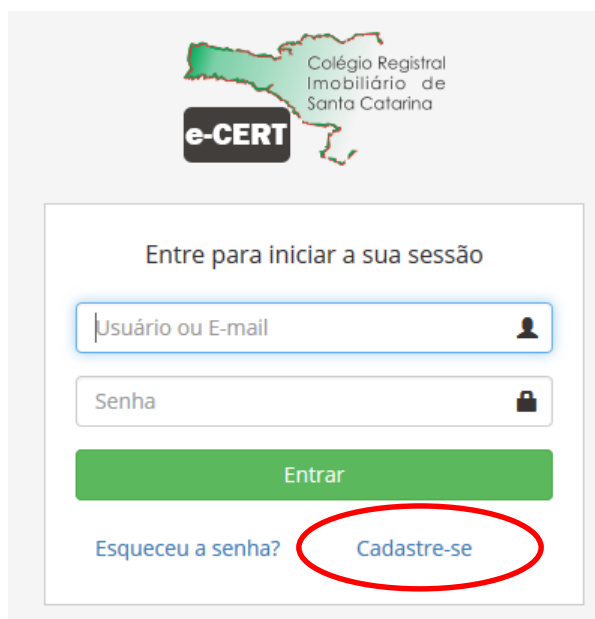 Colégio Registral
Imobiliário de
Santa Catarina
e-CERT
Entre para iniciar a sua sessão
Usuário ou E-mail
Senha
Entrar
Esqueceu a senha? Cadastre-se